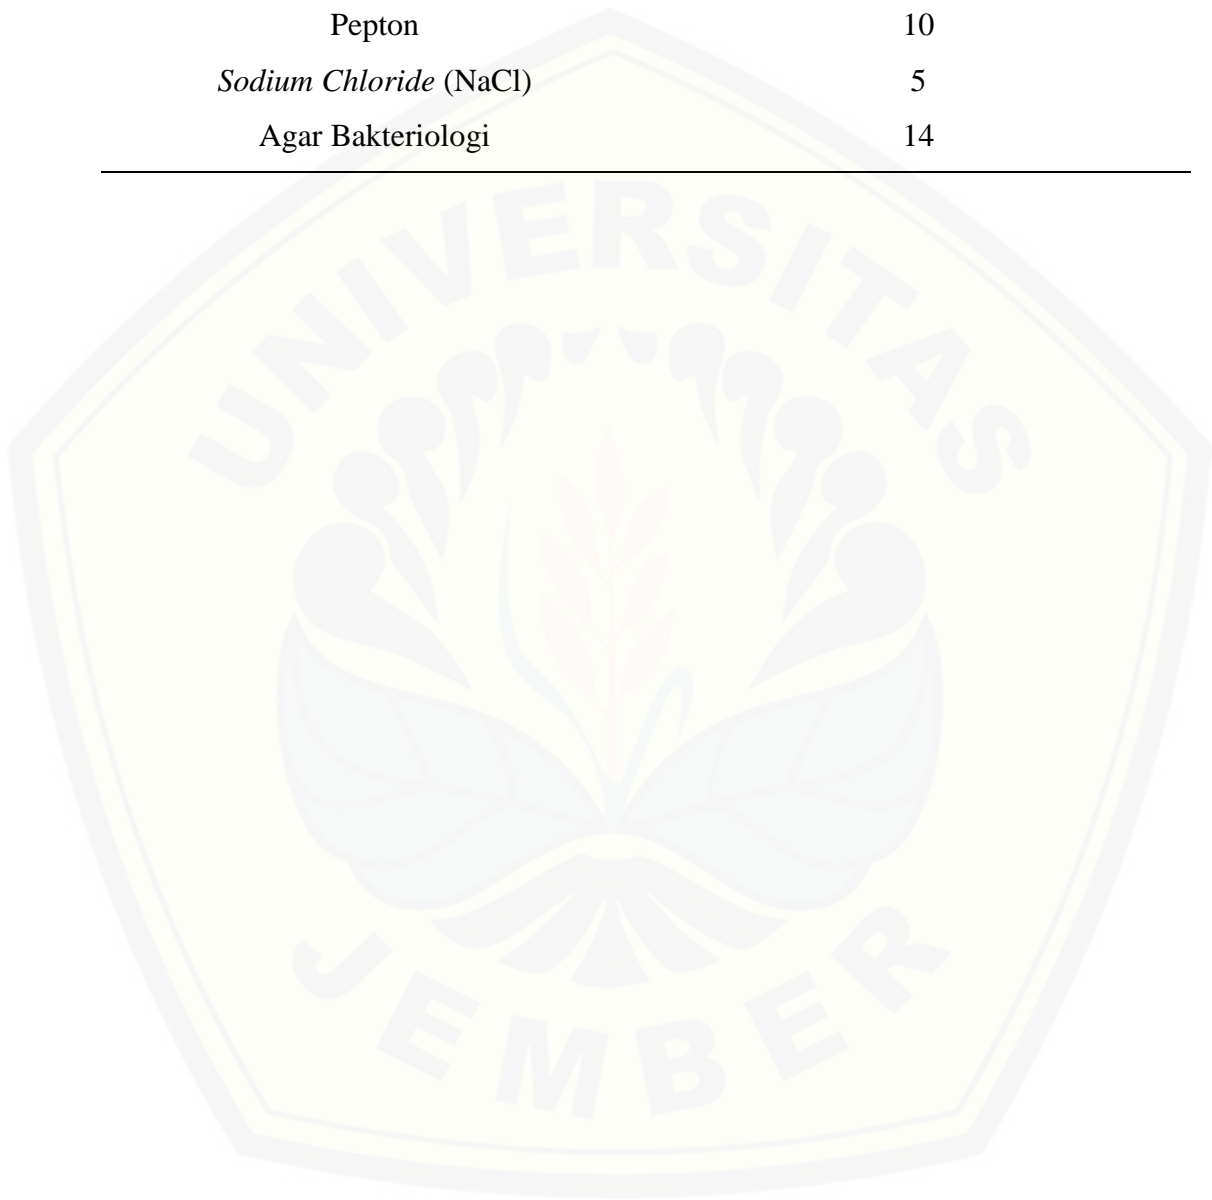 Pepton 10
Sodium Chloride (NaCl) 5
Agar Bakteriologi 14
UNIVERSITAS
JEMBER